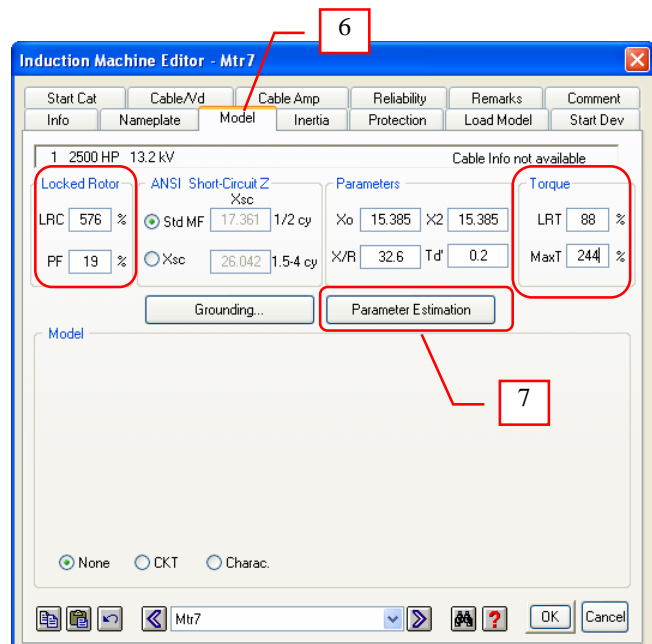 6
Induction Machine Editor - Mtr7
Start Cat Cable/Vd Cable Amp Reliability Remarks Comment
Info Nameplate Model Inertia Protection Load Model Start Dev
1 2500 HP 13.2 kV Cable Info not available
Locked Rotor ANSI Short-Circuit Z Parameters Torque
Xsc
LRC 576 % Std MF 17.361 1/2 cy Xo 15.385 X2 15.385 LRT 88 %
PF 19 % Xsc 26.042 1.5-4 cy X/R 32.6 Td' 0.2 MaxT 244 %
Grounding... Parameter Estimation
Model
7
None CKT Charac.
Mtr7 ? OK Cancel